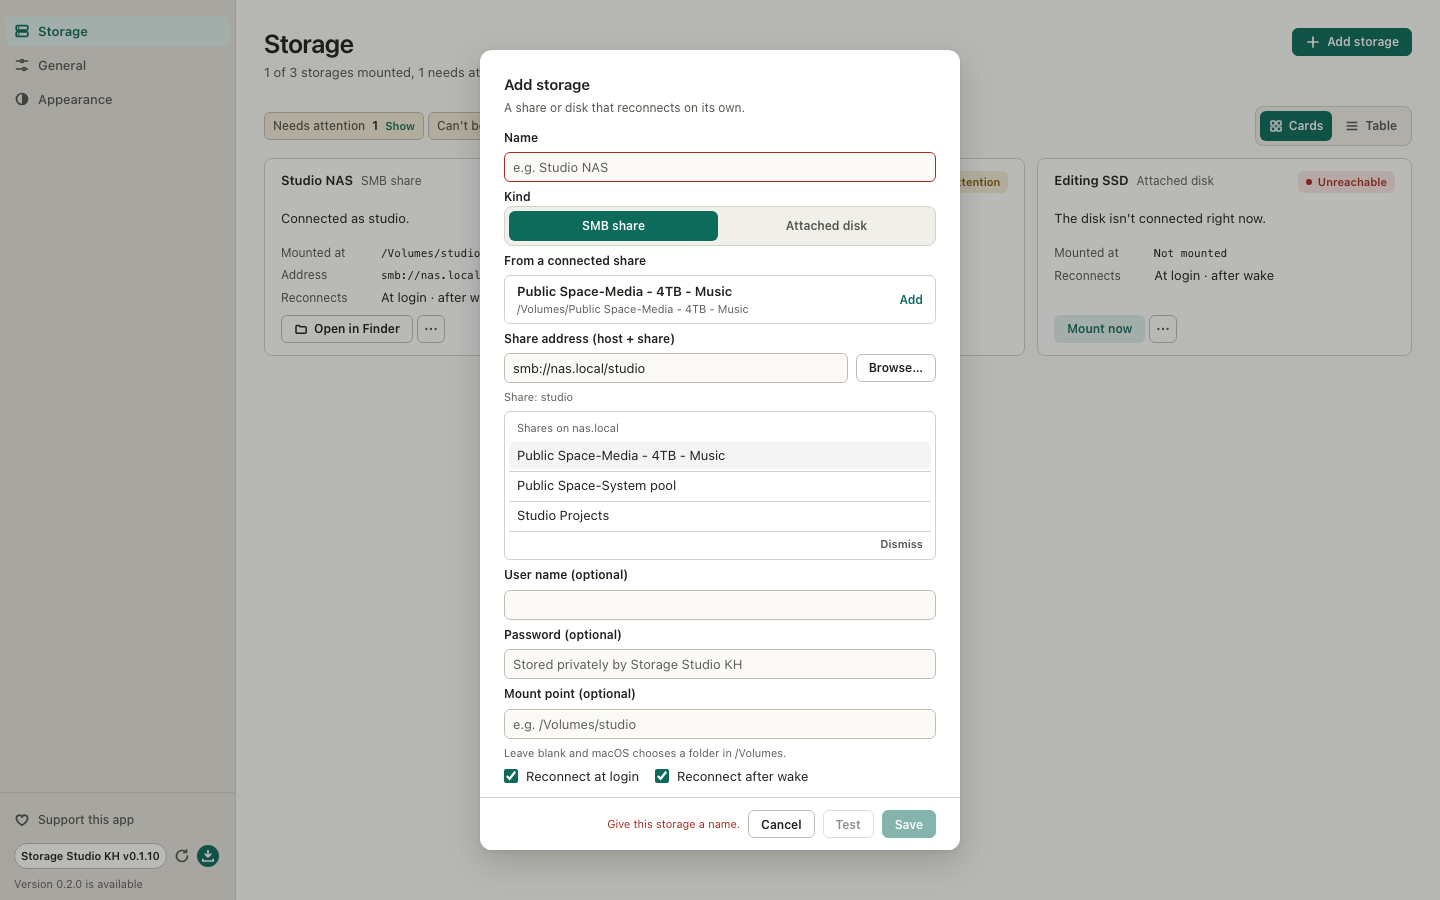 Storage
General
Appearance
Support this app
Storage Studio KH v0.1.10
Version 0.2.0 is available
Storage
1 of 3 storages mounted, 1 needs at
Add storage
Needs attention 1 Show
Can't b
Cards
Table
Studio NAS SMB share
Connected as studio.
Mounted at /Volumes/studio
Address smb://nas.local
Reconnects At login · after w
Open in Finder
...
tention
Editing SSD Attached disk
Unreachable
The disk isn't connected right now.
Mounted at Not mounted
Reconnects At login · after wake
Mount now
...
Add storage
A share or disk that reconnects on its own.
Name
e.g. Studio NAS
Kind
SMB share
Attached disk
From a connected share
Public Space-Media - 4TB - Music
/Volumes/Public Space-Media - 4TB - Music
Add
Share address (host + share)
smb://nas.local/studio
Browse...
Share: studio
Shares on nas.local
Public Space-Media - 4TB - Music
Public Space-System pool
Studio Projects
Dismiss
User name (optional)
Password (optional)
Stored privately by Storage Studio KH
Mount point (optional)
e.g. /Volumes/studio
Leave blank and macOS chooses a folder in /Volumes.
Reconnect at login
Reconnect after wake
Give this storage a name.
Cancel
Test
Save